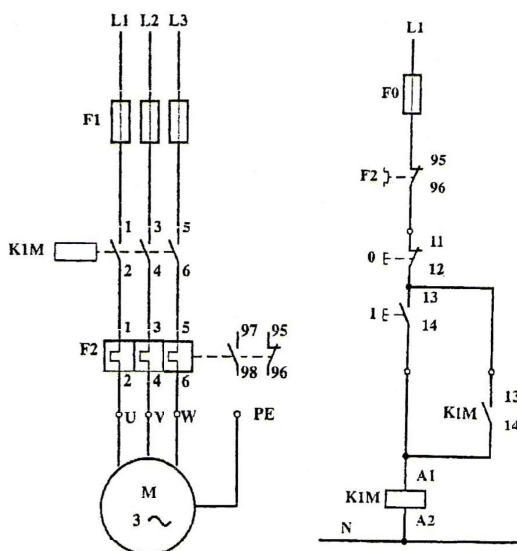 L1 L2 L3
F1
1 3 5
K1M
2 4 6
1 3 5 97 95
F2
2 4 6 98 96
U V W PE
M
3 ~
L1
F0
95
F2
96
11
0
12
13
I
14
13
K1M
14
A1
K1M
A2
N